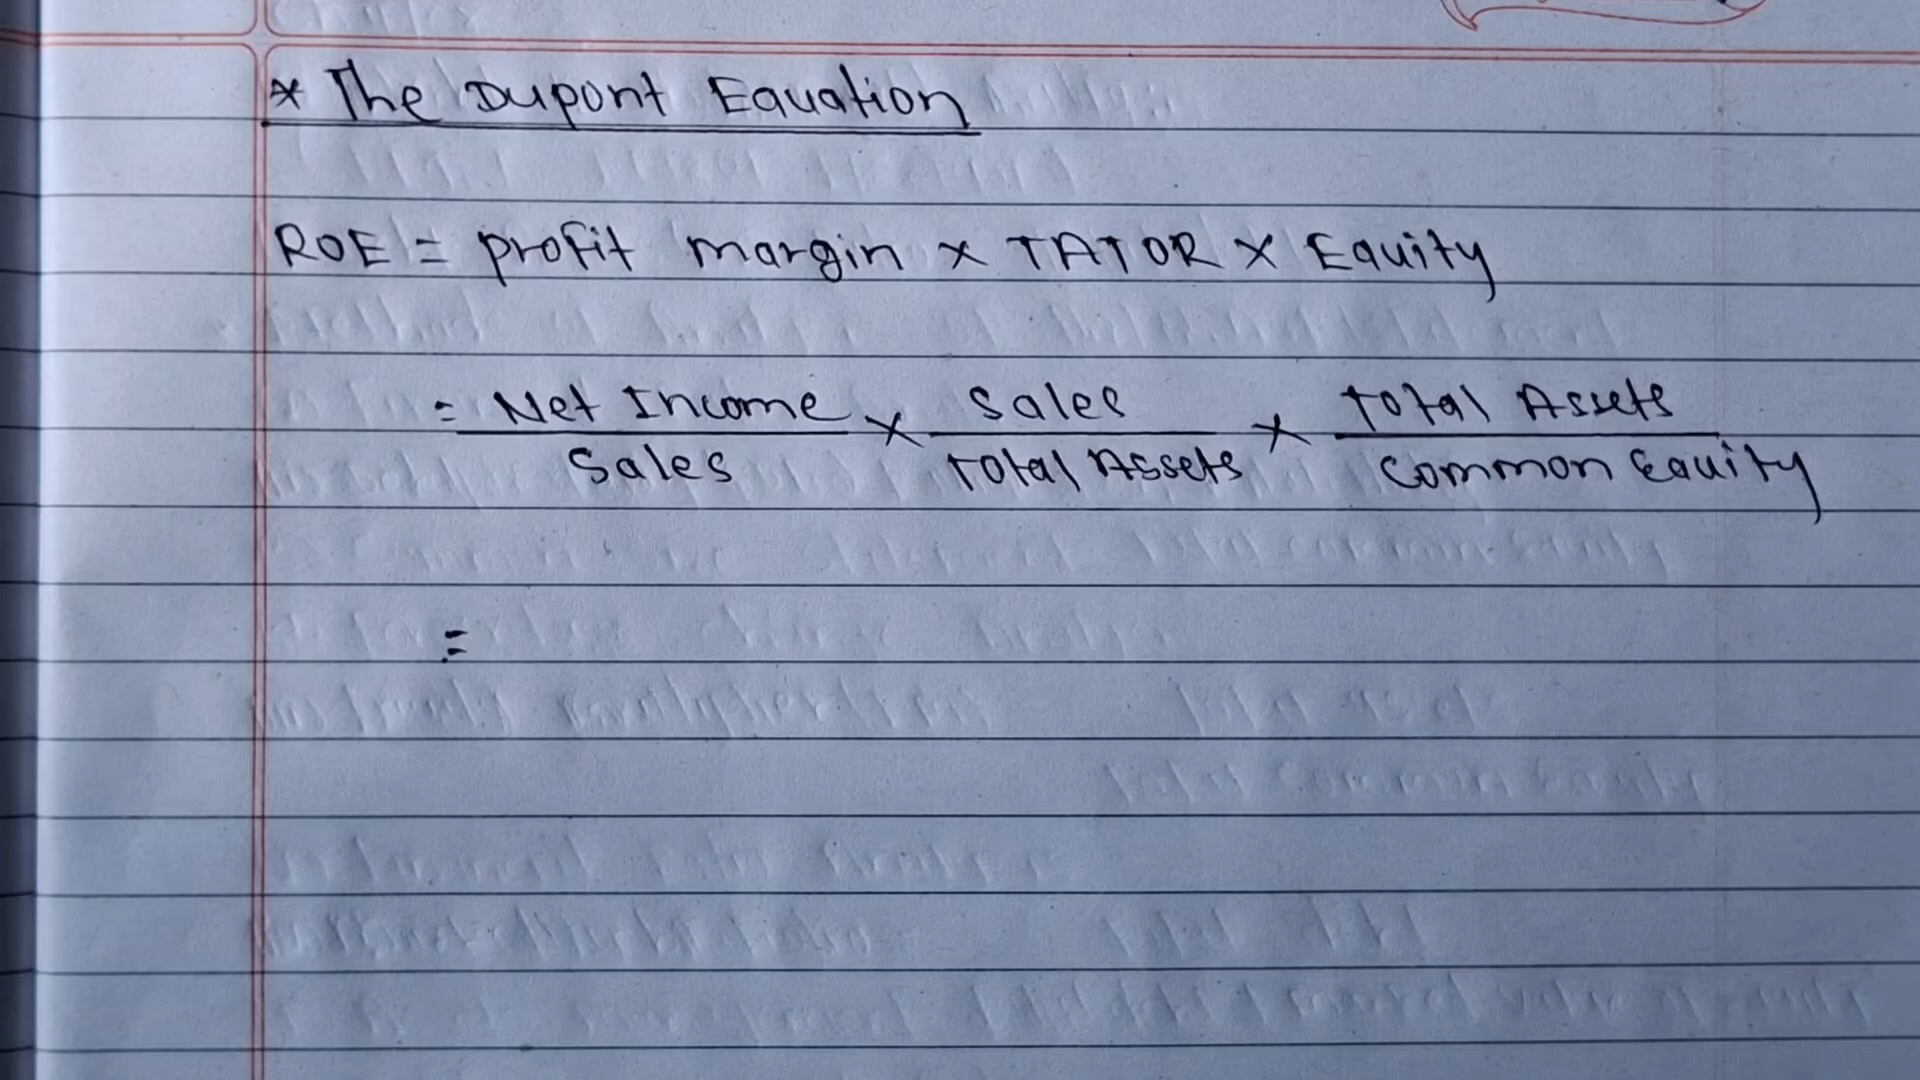 * The Dupont Equation
ROE = profit margin × TATOR × Equity
= Net Income / Sales × Sales / Total Assets × Total Assets / Common Equity
=